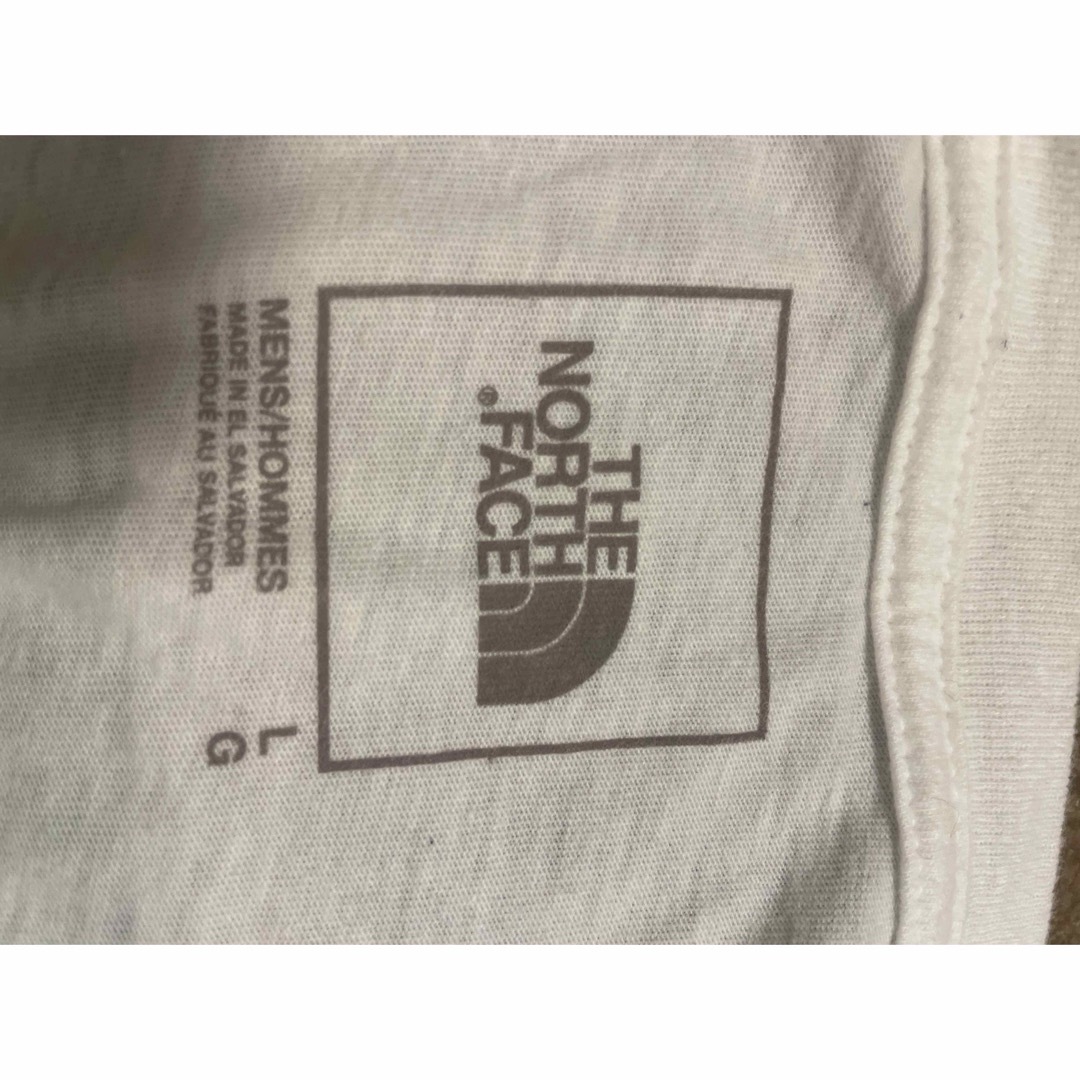 THE
NORTH
FACE®
MENS/HOMMES L
MADE IN EL SALVADOR G
FABRIQUÉ AU SALVADOR